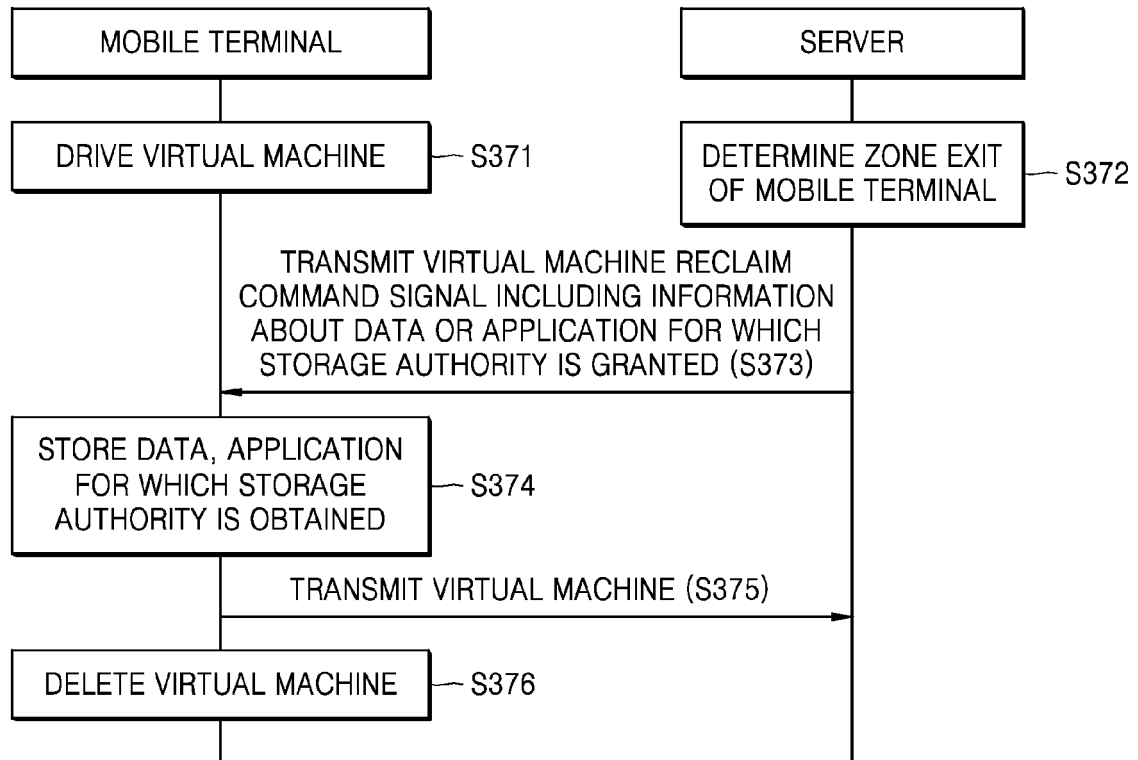 MOBILE TERMINAL
SERVER
DRIVE VIRTUAL MACHINE
S371
DETERMINE ZONE EXIT
OF MOBILE TERMINAL
S372
TRANSMIT VIRTUAL MACHINE RECLAIM
COMMAND SIGNAL INCLUDING INFORMATION
ABOUT DATA OR APPLICATION FOR WHICH
STORAGE AUTHORITY IS GRANTED (S373)
STORE DATA, APPLICATION
FOR WHICH STORAGE
AUTHORITY IS OBTAINED
S374
TRANSMIT VIRTUAL MACHINE (S375)
DELETE VIRTUAL MACHINE
S376